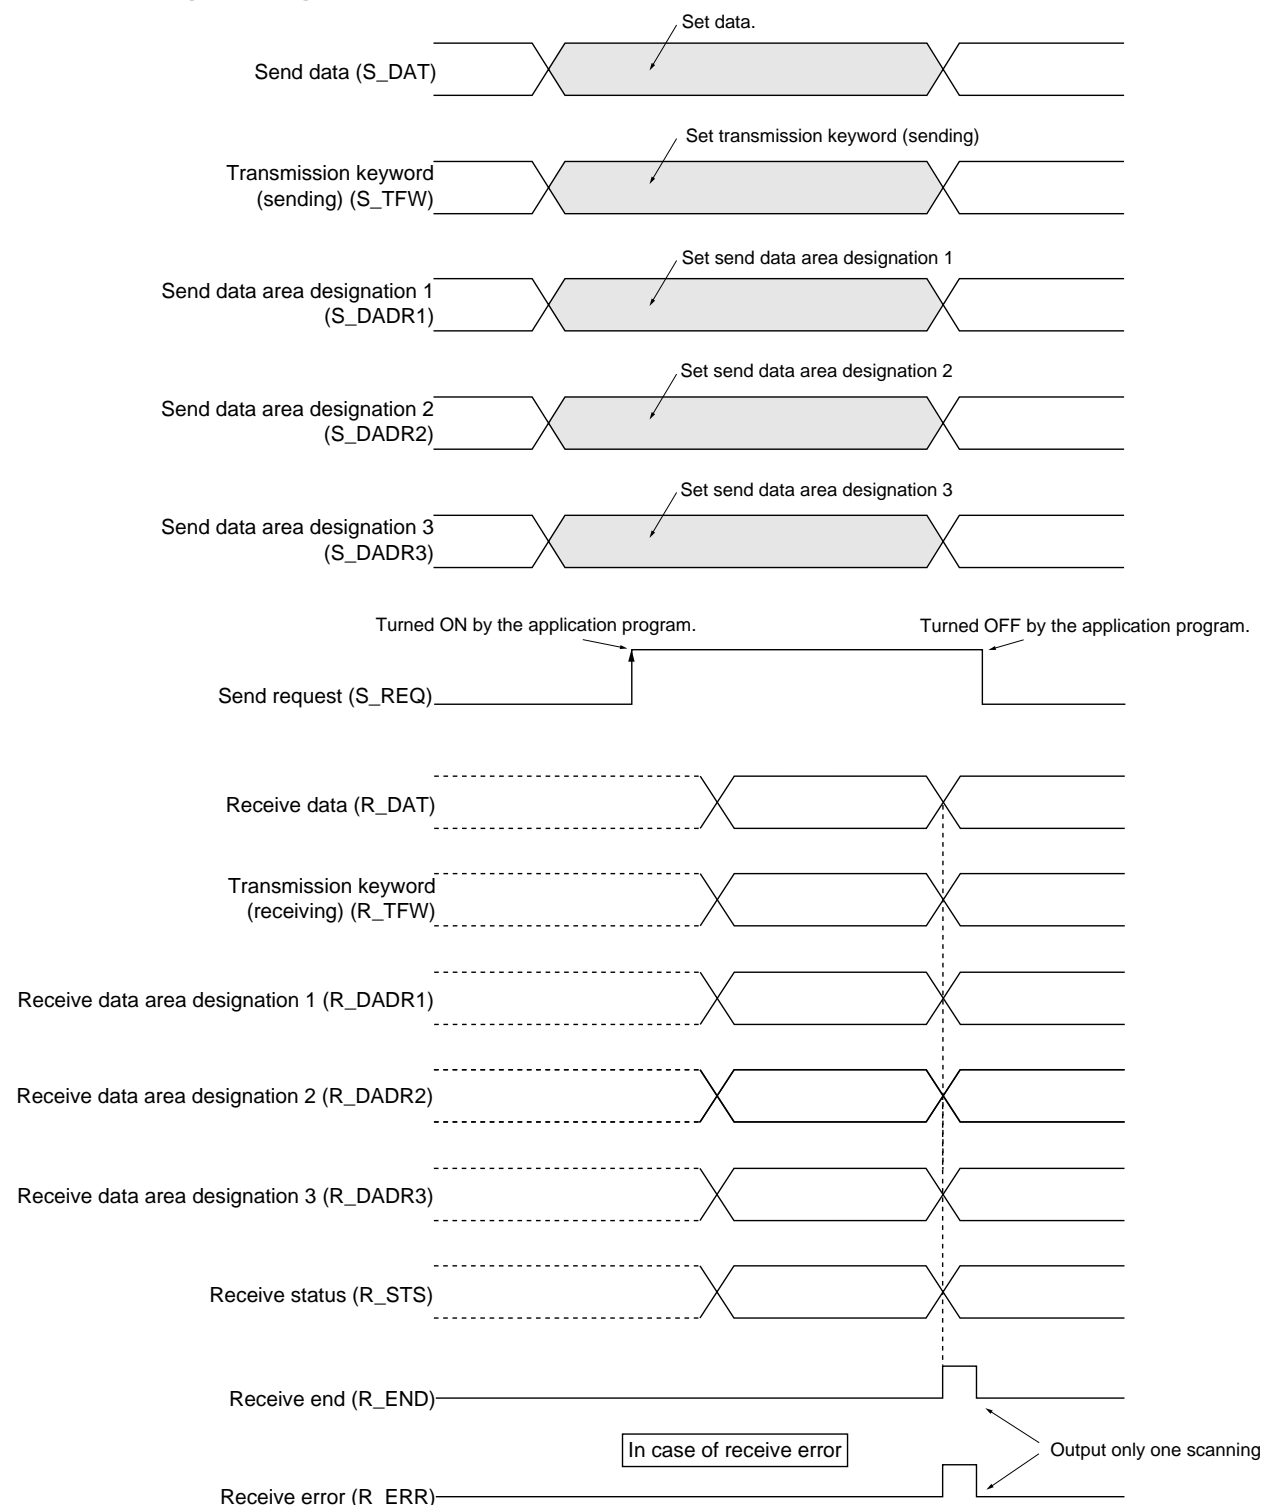 Set data.
Send data (S_DAT)
Set transmission keyword (sending)
Transmission keyword
(sending) (S_TFW)
Set send data area designation 1
Send data area designation 1
(S_DADR1)
Set send data area designation 2
Send data area designation 2
(S_DADR2)
Set send data area designation 3
Send data area designation 3
(S_DADR3)
Turned ON by the application program.
Turned OFF by the application program.
Send request (S_REQ)
Receive data (R_DAT)
Transmission keyword
(receiving) (R_TFW)
Receive data area designation 1 (R_DADR1)
Receive data area designation 2 (R_DADR2)
Receive data area designation 3 (R_DADR3)
Receive status (R_STS)
Receive end (R_END)
In case of receive error
Output only one scanning
Receive error (R_ERR)